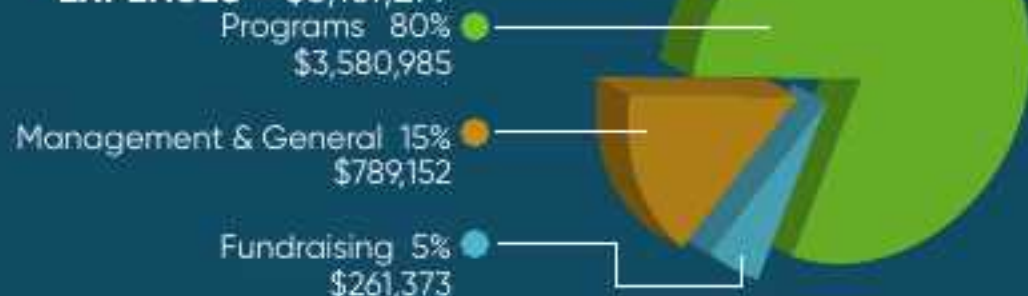 Programs 80%
$3,580,985
Management & General 15%
$789,152
Fundraising 5%
$261,373